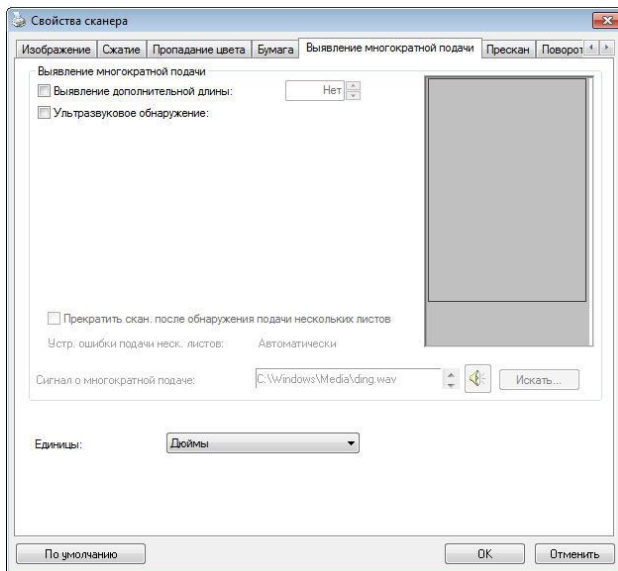 Свойства сканера
Изображение Сжатие Пропадание цвета Бумага Выявление многократной подачи Прескан Поворот
Выявление многократной подачи
Выявление дополнительной длины: Нет
Ультразвуковое обнаружение:
Прекратить скан. после обнаружения подачи нескольких листов
Устр. ошибки подачи неск. листов: Автоматически
Сигнал о многократной подаче: C:\Windows\Media\ding.wav Искать...
Единицы: Дюймы
По умолчанию OK Отменить